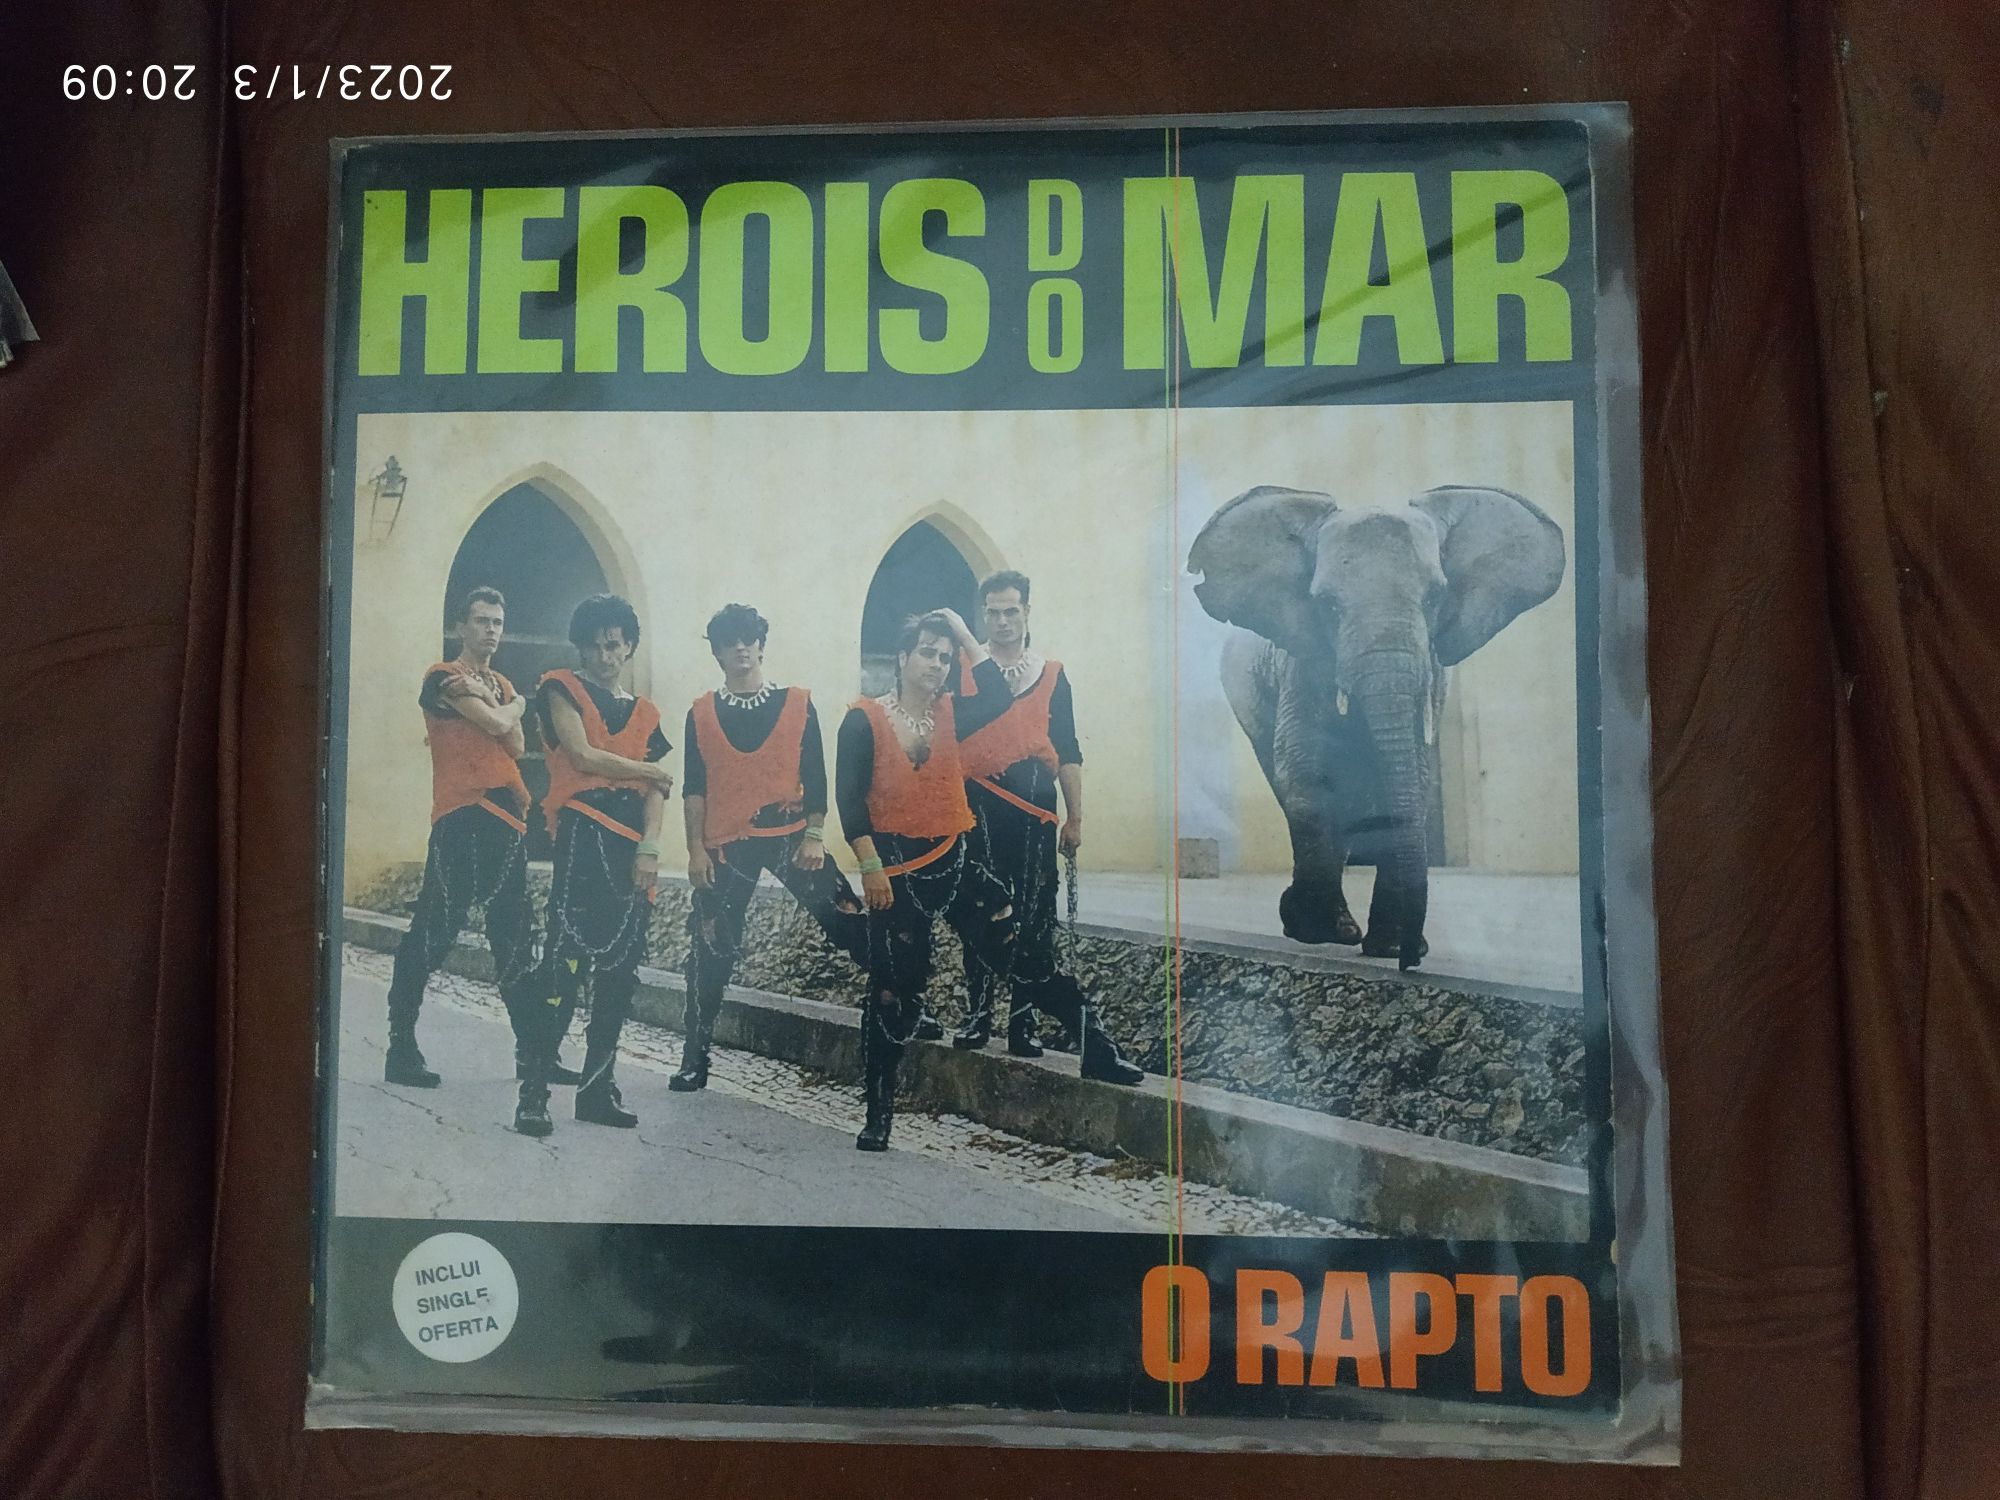 2023/1/3 20:09
HEROIS DO MAR
INCLUI
SINGLE
OFERTA
O RAPTO